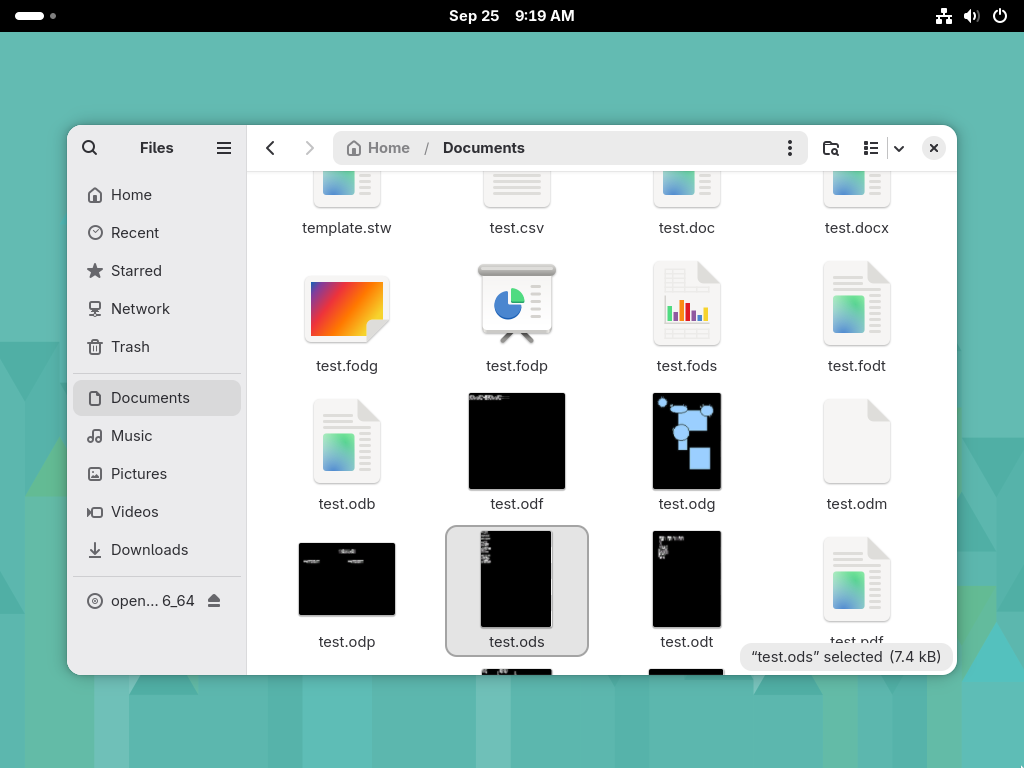 Sep 25 9:19 AM
Files
Home / Documents
Home
Recent
Starred
Network
Trash
Documents
Music
Pictures
Videos
Downloads
open... 6_64
template.stw test.csv test.doc test.docx
test.fodg test.fodp test.fods test.fodt
test.odb test.odf test.odg test.odm
test.odp test.ods test.odt test.pdf
“test.ods” selected (7.4 kB)